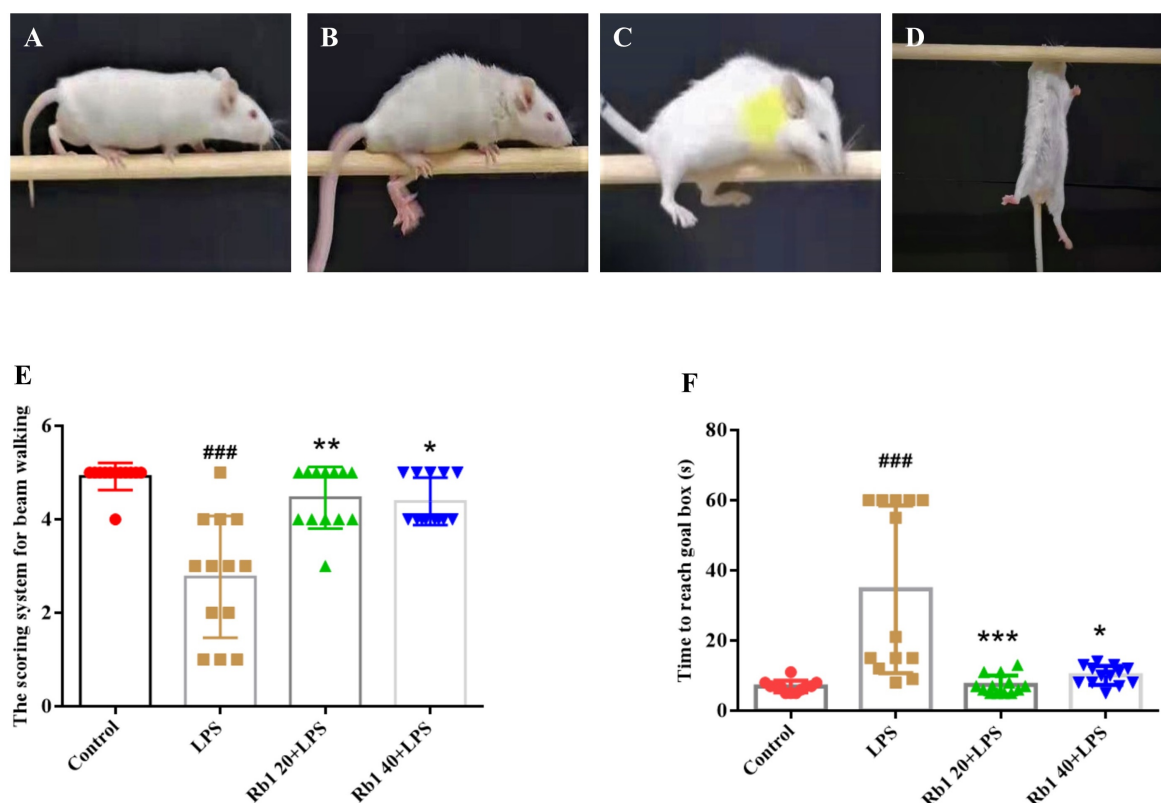 A
B
C
D
E
The scoring system for beam walking
6
4
2
0
###
**
*
Control
LPS
Rb1 20+LPS
Rb1 40+LPS
F
Time to reach goal box (s)
80
60
40
20
0
###
***
*
Control
LPS
Rb1 20+LPS
Rb1 40+LPS